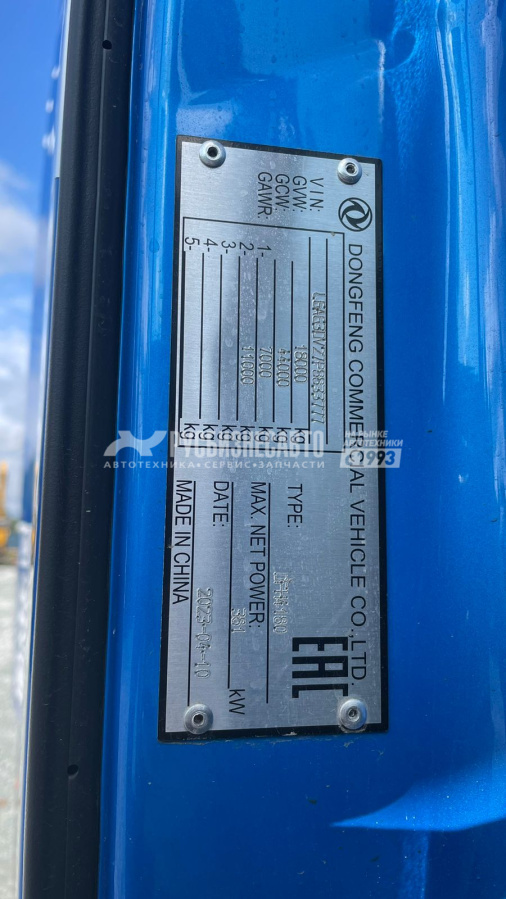 DONGFENG COMMERCIAL VEHICLE CO.,LTD.
VIN:
GVW: 18000 kg
GCW: 44000 kg
GAWR: 1- 7000 kg
2- 11000 kg
3- kg
4- kg
5- kg
TYPE:
MAX. NET POWER: 381 kW
DATE: 2023-04-10
MADE IN CHINA
EAC
РУСБИЗНЕСАВТО
АВТОТЕХНИКА • СЕРВИС • ЗАПЧАСТИ
АВТОТЕХНИКИ